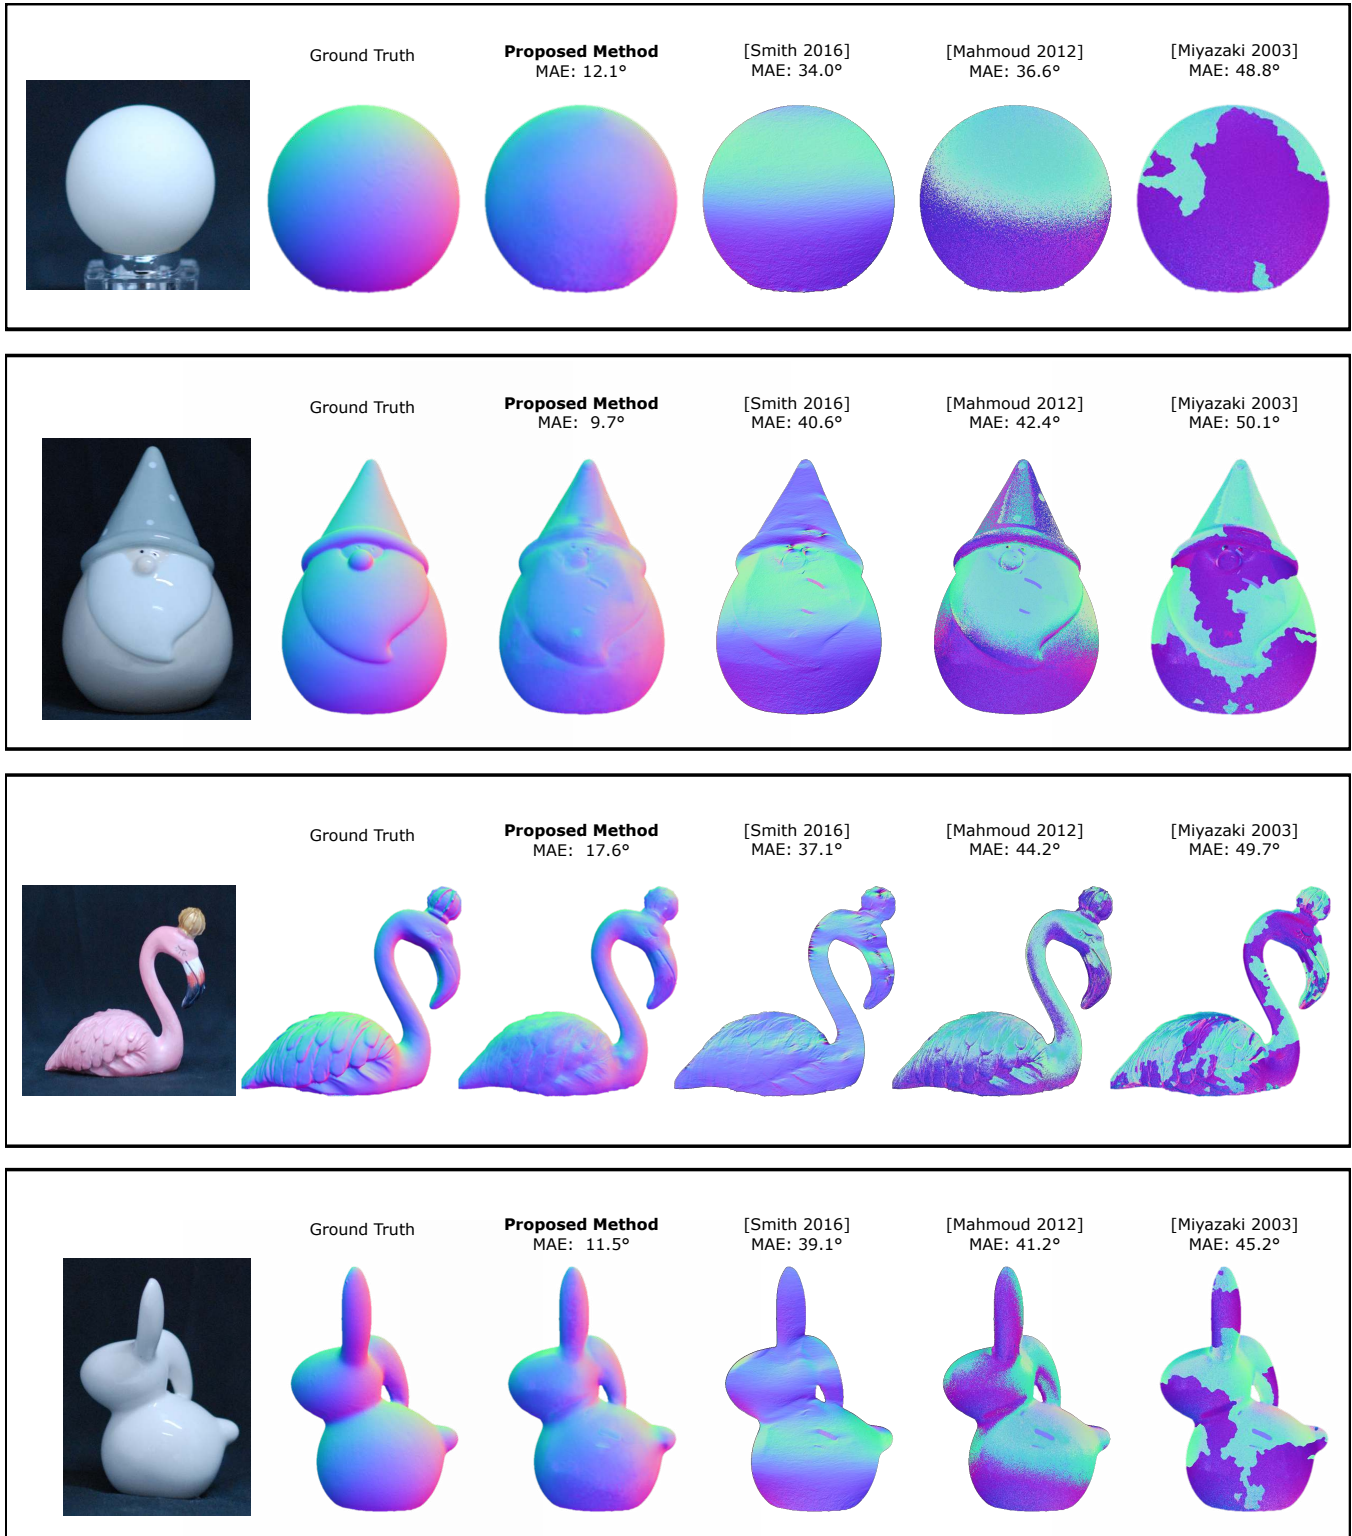 Ground Truth
Proposed Method
MAE: 12.1°
[Smith 2016]
MAE: 34.0°
[Mahmoud 2012]
MAE: 36.6°
[Miyazaki 2003]
MAE: 48.8°
Ground Truth
Proposed Method
MAE: 9.7°
[Smith 2016]
MAE: 40.6°
[Mahmoud 2012]
MAE: 42.4°
[Miyazaki 2003]
MAE: 50.1°
Ground Truth
Proposed Method
MAE: 17.6°
[Smith 2016]
MAE: 37.1°
[Mahmoud 2012]
MAE: 44.2°
[Miyazaki 2003]
MAE: 49.7°
Ground Truth
Proposed Method
MAE: 11.5°
[Smith 2016]
MAE: 39.1°
[Mahmoud 2012]
MAE: 41.2°
[Miyazaki 2003]
MAE: 45.2°